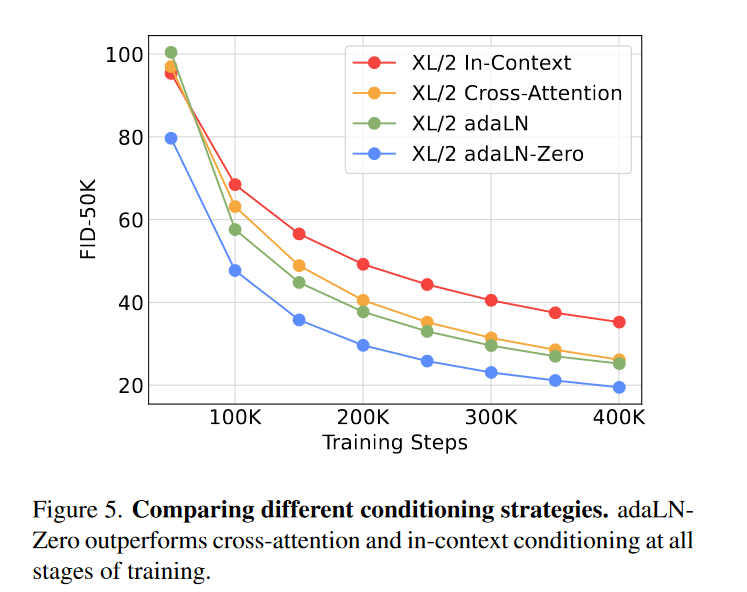 100
80
60
40
20
FID-50K
XL/2 In-Context
XL/2 Cross-Attention
XL/2 adaLN
XL/2 adaLN-Zero
100K 200K 300K 400K
Training Steps
Figure 5. Comparing different conditioning strategies. adaLN-
Zero outperforms cross-attention and in-context conditioning at all
stages of training.